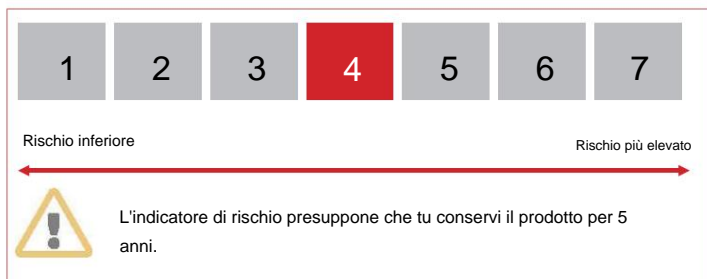 1 2 3 4 5 6 7
Rischio inferiore Rischio più elevato
L'indicatore di rischio presuppone che tu conservi il prodotto per 5
anni.